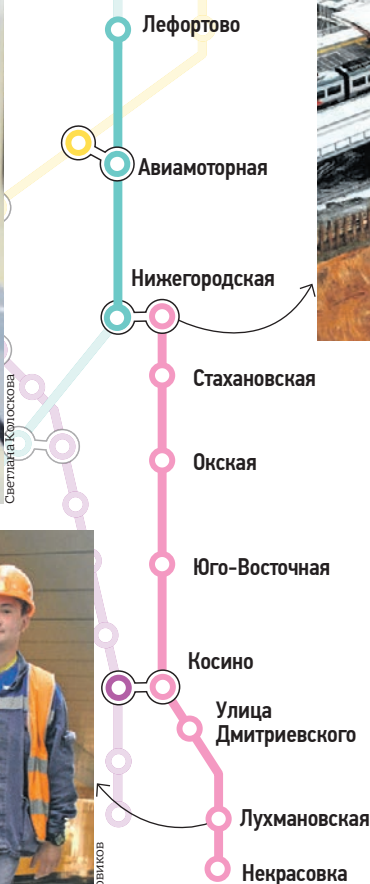 Лефортово
Авиамоторная
Нижегородская
Стахановская
Светлана Колоскова
Окская
Юго-Восточная
Косино
Улица
Дмитриевского
Лухмановская
Некрасовка